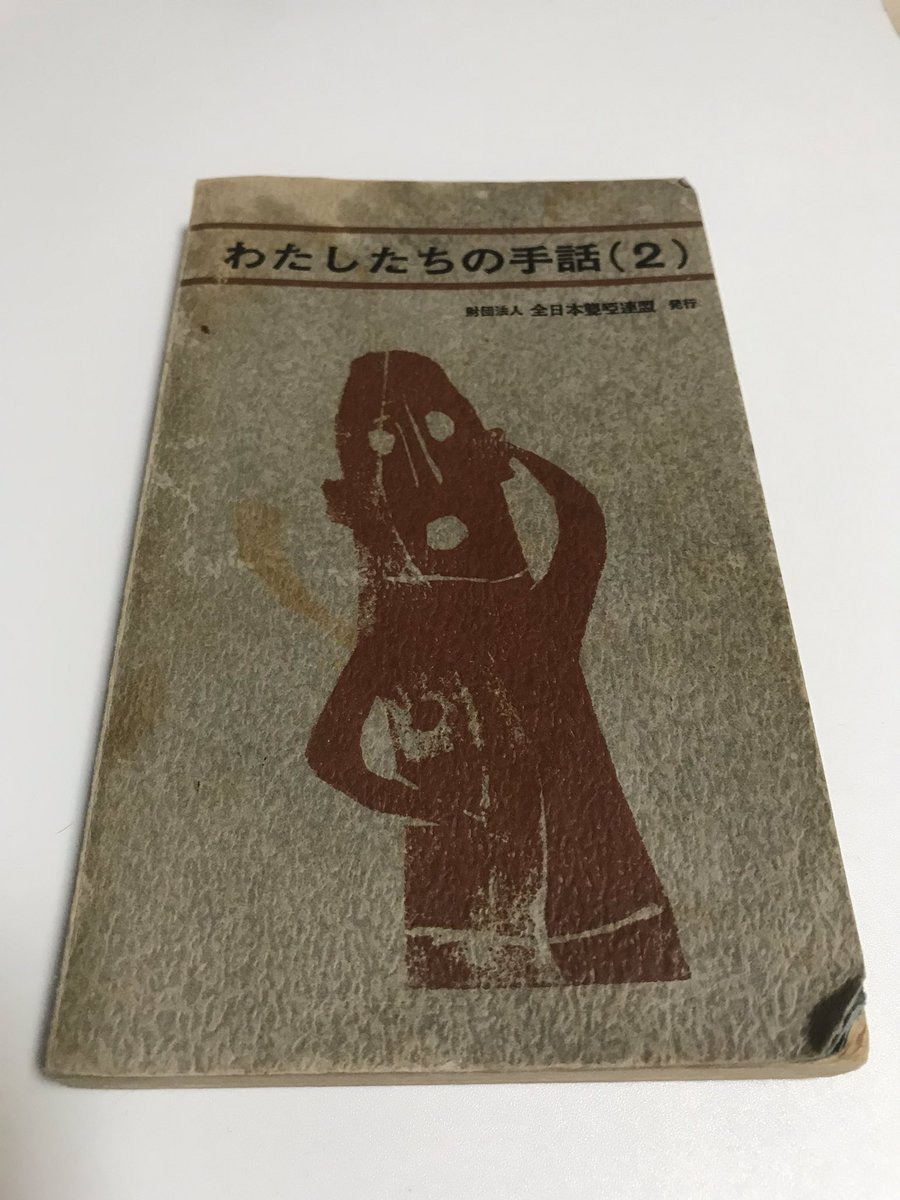 わたしたちの手話(2)
財団法人 全日本聾啞連盟 発行